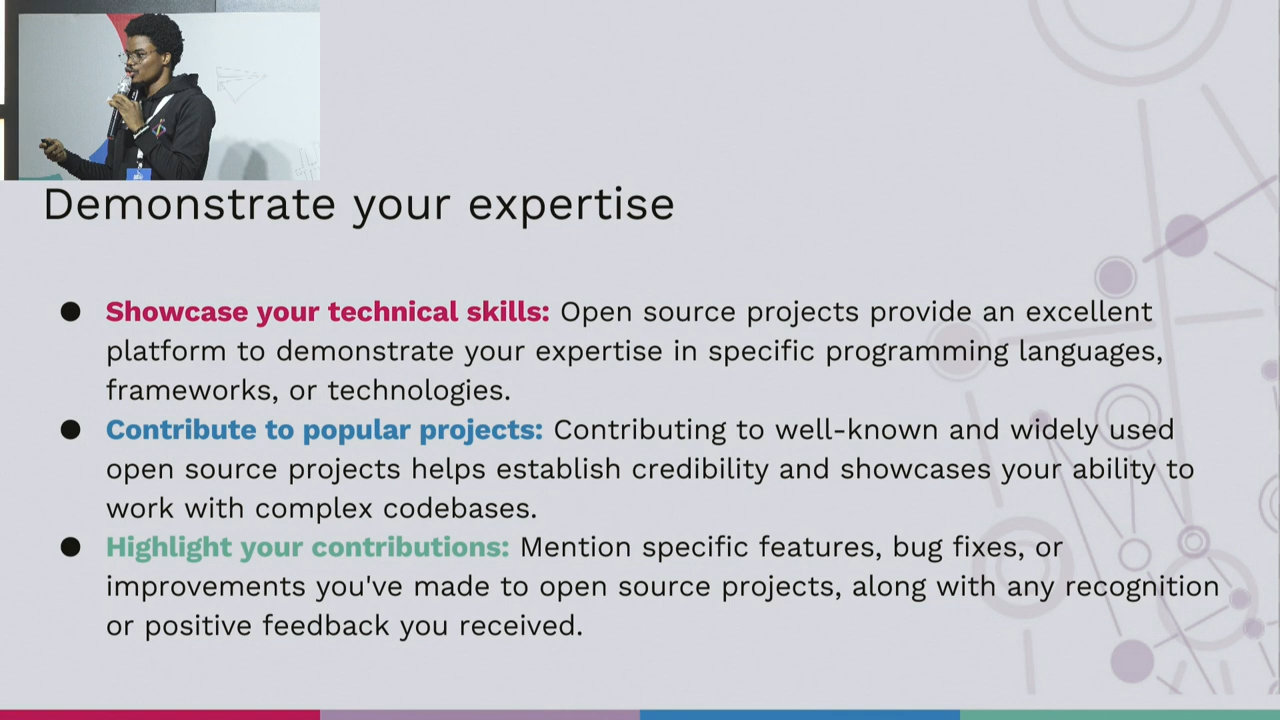 Demonstrate your expertise
● Showcase your technical skills: Open source projects provide an excellent
platform to demonstrate your expertise in specific programming languages,
frameworks, or technologies.
● Contribute to popular projects: Contributing to well-known and widely used
open source projects helps establish credibility and showcases your ability to
work with complex codebases.
● Highlight your contributions: Mention specific features, bug fixes, or
improvements you've made to open source projects, along with any recognition
or positive feedback you received.